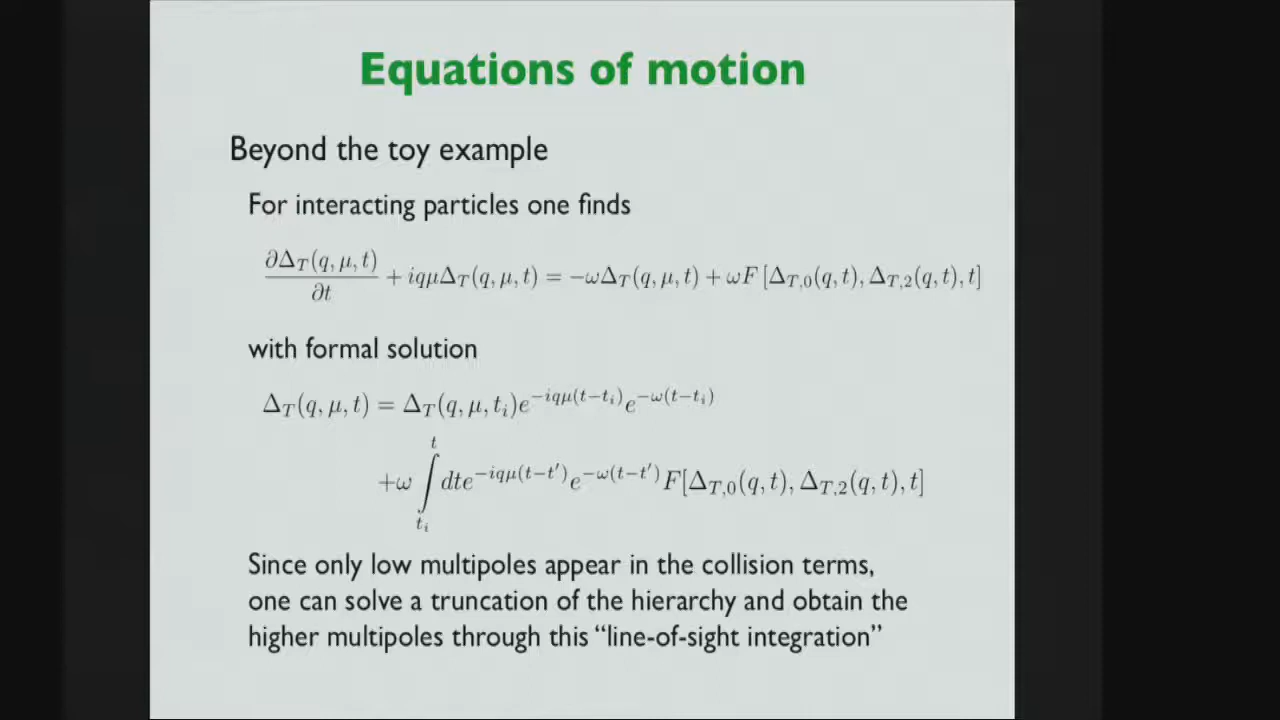 Equations of motion
Beyond the toy example
For interacting particles one finds
∂Δ_T(q, μ, t)/∂t + iqμΔ_T(q, μ, t) = −ωΔ_T(q, μ, t) + ωF [Δ_{T,0}(q, t), Δ_{T,2}(q, t), t]
with formal solution
Δ_T(q, μ, t) = Δ_T(q, μ, t_i)e^{−iqμ(t−t_i)}e^{−ω(t−t_i)}
+ω ∫_{t_i}^{t} dte^{−iqμ(t−t′)}e^{−ω(t−t′)}F[Δ_{T,0}(q, t), Δ_{T,2}(q, t), t]
Since only low multipoles appear in the collision terms,
one can solve a truncation of the hierarchy and obtain the
higher multipoles through this “line-of-sight integration”